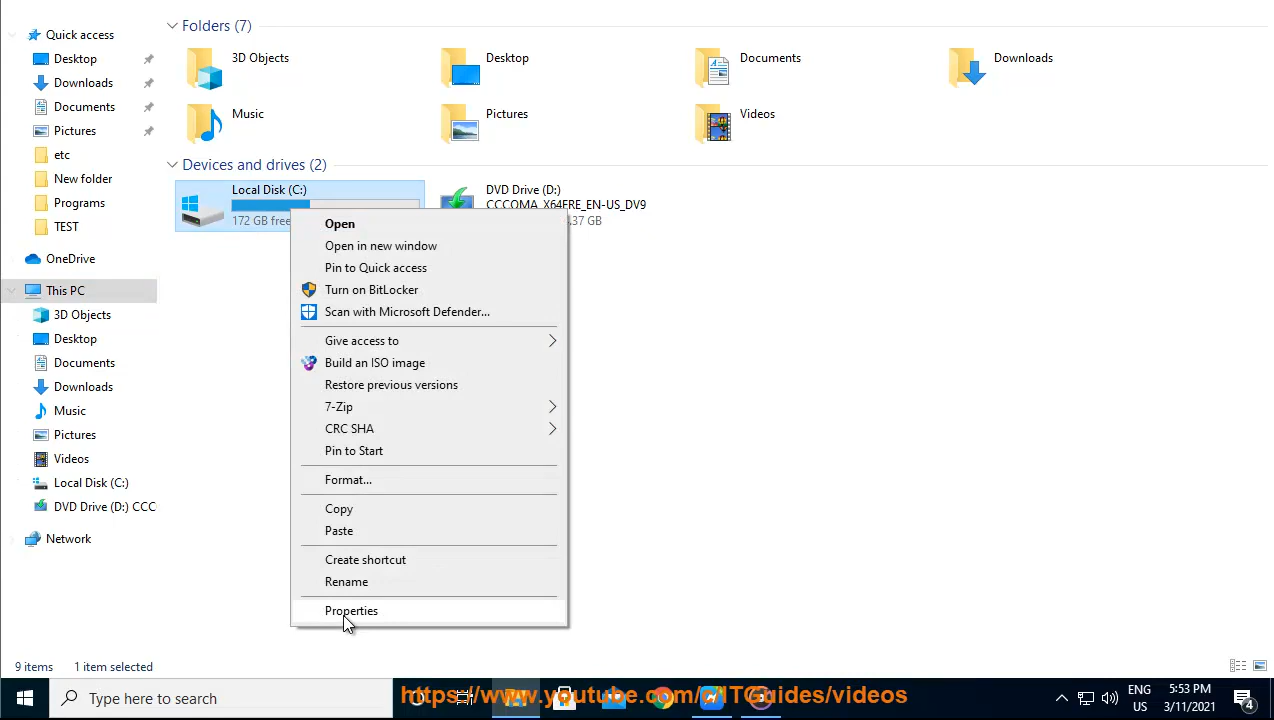 Quick access
Desktop
Downloads
Documents
Pictures
etc
New folder
Programs
TEST
OneDrive
This PC
3D Objects
Desktop
Documents
Downloads
Music
Pictures
Videos
Local Disk (C:)
DVD Drive (D:) CCC
Network
Folders (7)
3D Objects
Desktop
Documents
Downloads
Music
Pictures
Videos
Devices and drives (2)
Local Disk (C:)
172 GB free
DVD Drive (D:)
CCCOMA_X64FRE_EN-US_DV9
.37 GB
Open
Open in new window
Pin to Quick access
Turn on BitLocker
Scan with Microsoft Defender...
Give access to
Build an ISO image
Restore previous versions
7-Zip
CRC SHA
Pin to Start
Format...
Copy
Paste
Create shortcut
Rename
Properties
9 items
1 item selected
Type here to search
ENG
US
5:53 PM
3/11/2021
4